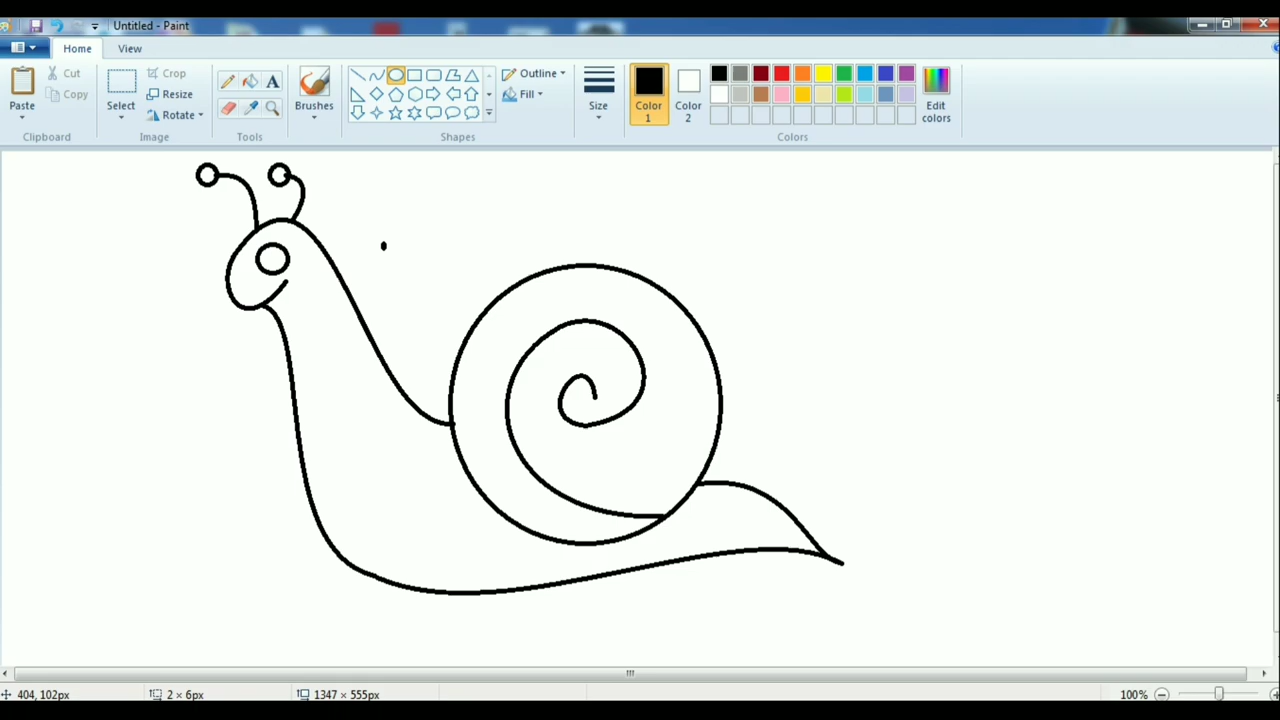 Untitled - Paint
Home View
Paste
Cut
Copy
Clipboard
Select
Crop
Resize
Rotate
Image
A
Tools
Brushes
Outline
Fill
Shapes
Size
Color 1
Color 2
Edit colors
Colors
404, 102px 2 × 6px 1347 × 555px 100%